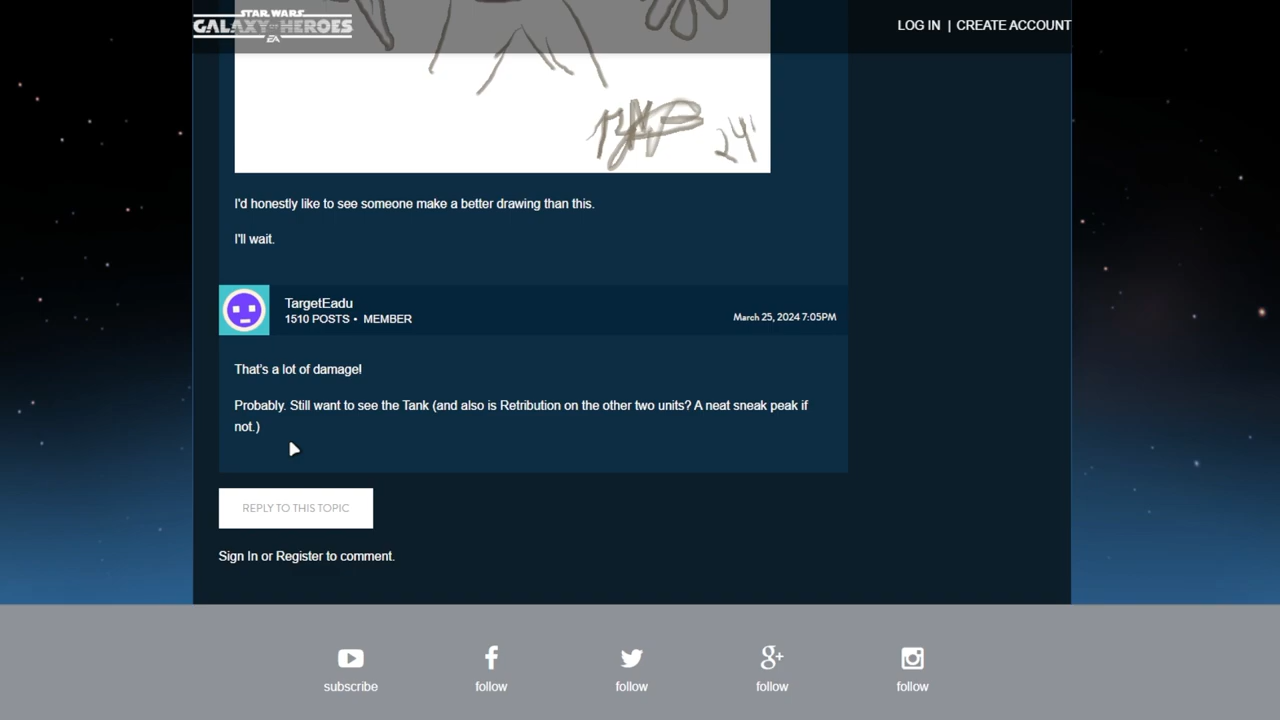 STAR WARS
GALAXY OF HEROES
EA
LOG IN | CREATE ACCOUNT
24'
I'd honestly like to see someone make a better drawing than this.
I'll wait.
TargetEadu
1510 POSTS • MEMBER
March 25, 2024 7:05PM
That's a lot of damage!
Probably. Still want to see the Tank (and also is Retribution on the other two units? A neat sneak peak if
not.)
REPLY TO THIS TOPIC
Sign In or Register to comment.
subscribe
follow
follow
g+
follow
follow